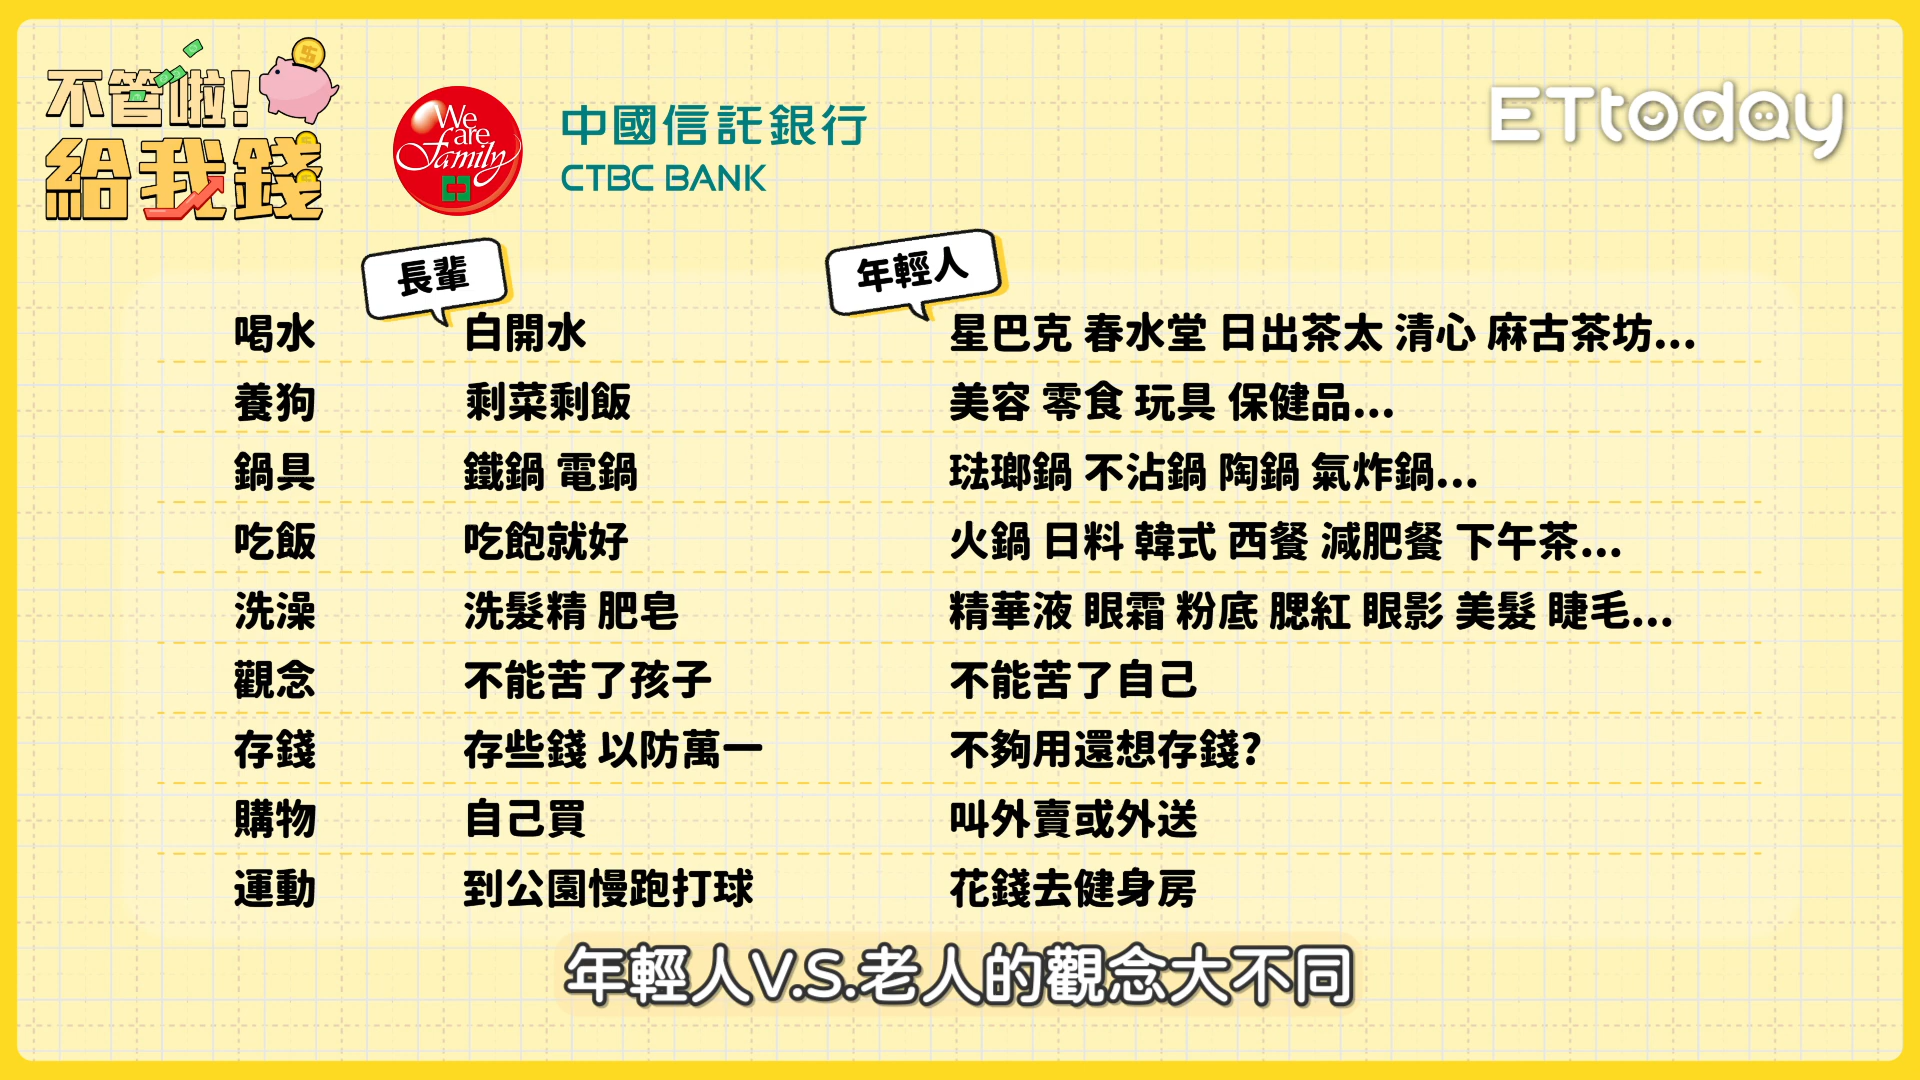 不管啦!
給我錢
We are Family
中國信託銀行
CTBC BANK
ETtoday
長輩 年輕人
喝水 白開水 星巴克 春水堂 日出茶太 清心 麻古茶坊...
養狗 剩菜剩飯 美容 零食 玩具 保健品...
鍋具 鐵鍋 電鍋 琺瑯鍋 不沾鍋 陶鍋 氣炸鍋...
吃飯 吃飽就好 火鍋 日料 韓式 西餐 減肥餐 下午茶...
洗澡 洗髮精 肥皂 精華液 眼霜 粉底 腮紅 眼影 美髮 睫毛...
觀念 不能苦了孩子 不能苦了自己
存錢 存些錢 以防萬一 不夠用還想存錢?
購物 自己買 叫外賣或外送
運動 到公園慢跑打球 花錢去健身房
年輕人V.S.老人的觀念大不同